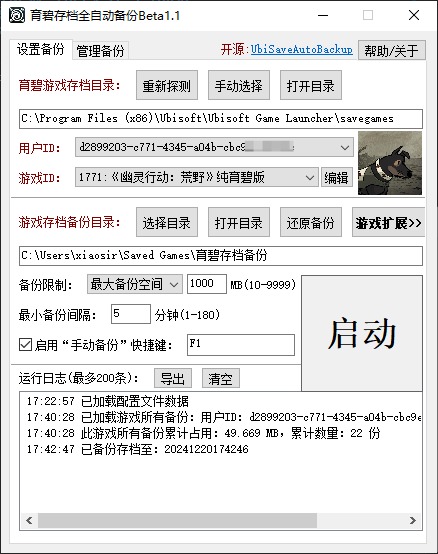 育碧存档全自动备份Beta1.1
设置备份 管理备份 开源:UbiSaveAutoBackup 帮助/关于
育碧游戏存档目录： 重新探测 手动选择 打开目录
C:\Program Files (x86)\Ubisoft\Ubisoft Game Launcher\savegames
用户ID： d2899203-c771-4345-a04b-cbc9
游戏ID： 1771:《幽灵行动：荒野》纯育碧版 编辑
游戏存档备份目录： 选择目录 打开目录 还原备份 游戏扩展>>
C:\Users\xiaosir\Saved Games\育碧存档备份
备份限制： 最大备份空间 1000 MB(10-9999)
最小备份间隔： 5 分钟(1-180)
启用“手动备份”快捷键： F1
启动
运行日志(最多200条)： 导出 清空
17:22:57 已加载配置文件数据
17:40:28 已加载游戏所有备份：用户ID：d2899203-c771-4345-a04b-cbc9e
17:40:28 此游戏所有备份累计占用：49.669 MB，累计数量：22 份
17:42:47 已备份存档至：20241220174246